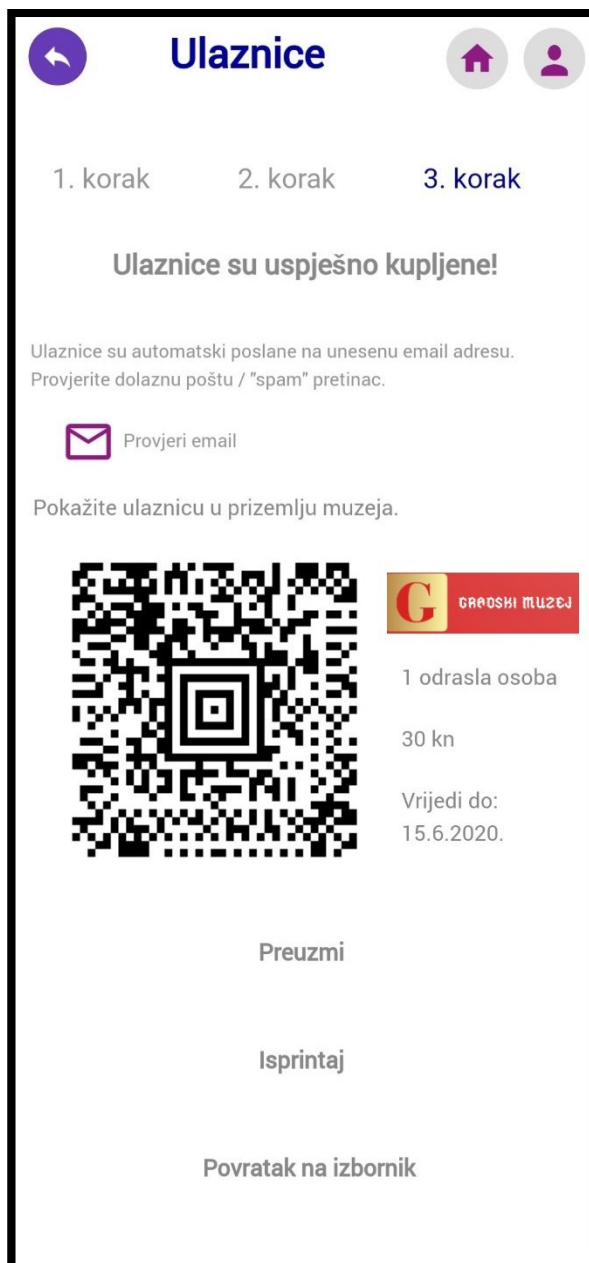 Ulaznice
1. korak 2. korak 3. korak
Ulaznice su uspješno kupljene!
Ulaznice su automatski poslane na unesenu email adresu.
Provjerite dolaznu poštu / "spam" pretinac.
Provjeri email
Pokažite ulaznicu u prizemlju muzeja.
G GRADSKI MUZEJ
1 odrasla osoba
30 kn
Vrijedi do:
15.6.2020.
Preuzmi
Isprintaj
Povratak na izbornik